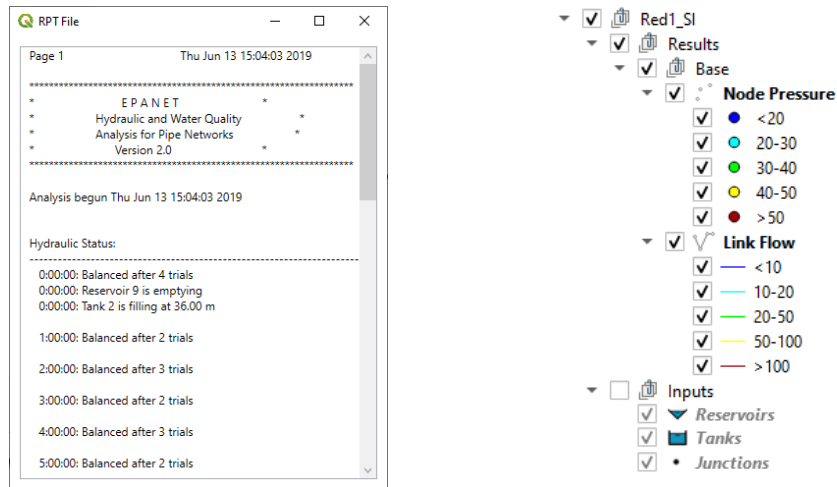 RPT File
Page 1 Thu Jun 13 15:04:03 2019
******************************************************************
* E P A N E T *
* Hydraulic and Water Quality *
* Analysis for Pipe Networks *
* Version 2.0 *
******************************************************************
Analysis begun Thu Jun 13 15:04:03 2019
Hydraulic Status:
-----------------------------------------------------------------------
0:00:00: Balanced after 4 trials
0:00:00: Reservoir 9 is emptying
0:00:00: Tank 2 is filling at 36.00 m
1:00:00: Balanced after 2 trials
2:00:00: Balanced after 3 trials
3:00:00: Balanced after 2 trials
4:00:00: Balanced after 3 trials
5:00:00: Balanced after 2 trials
Red1_SI
Results
Base
Node Pressure
<20
20-30
30-40
40-50
>50
Link Flow
<10
10-20
20-50
50-100
>100
Inputs
Reservoirs
Tanks
Junctions